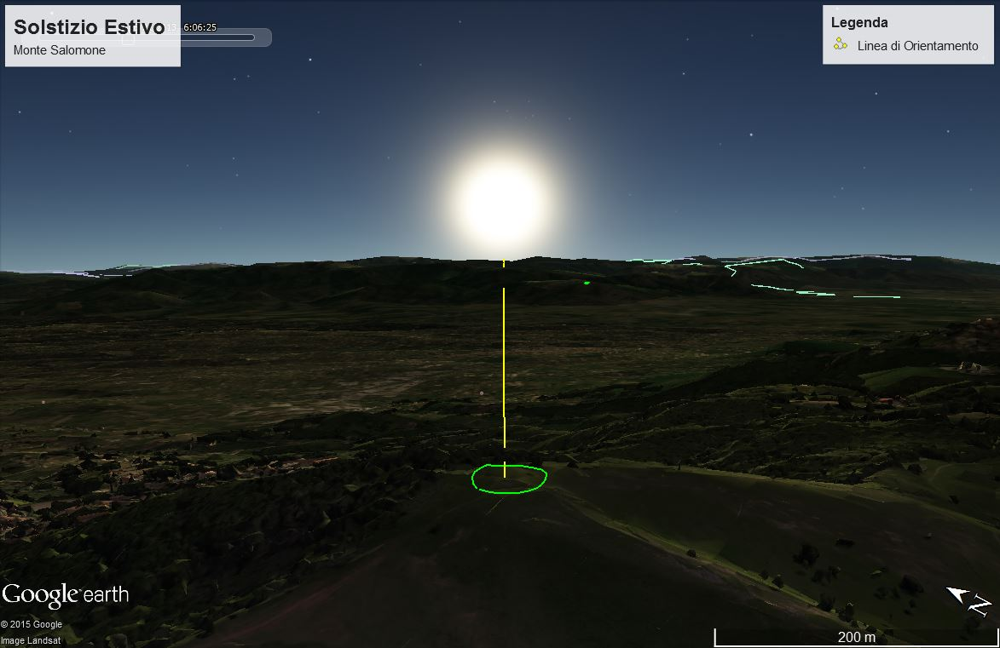 Solstizio Estivo
Monte Salomone
6:06:25
Legenda
Linea di Orientamento
Google earth
© 2015 Google
Image Landsat
N
200 m